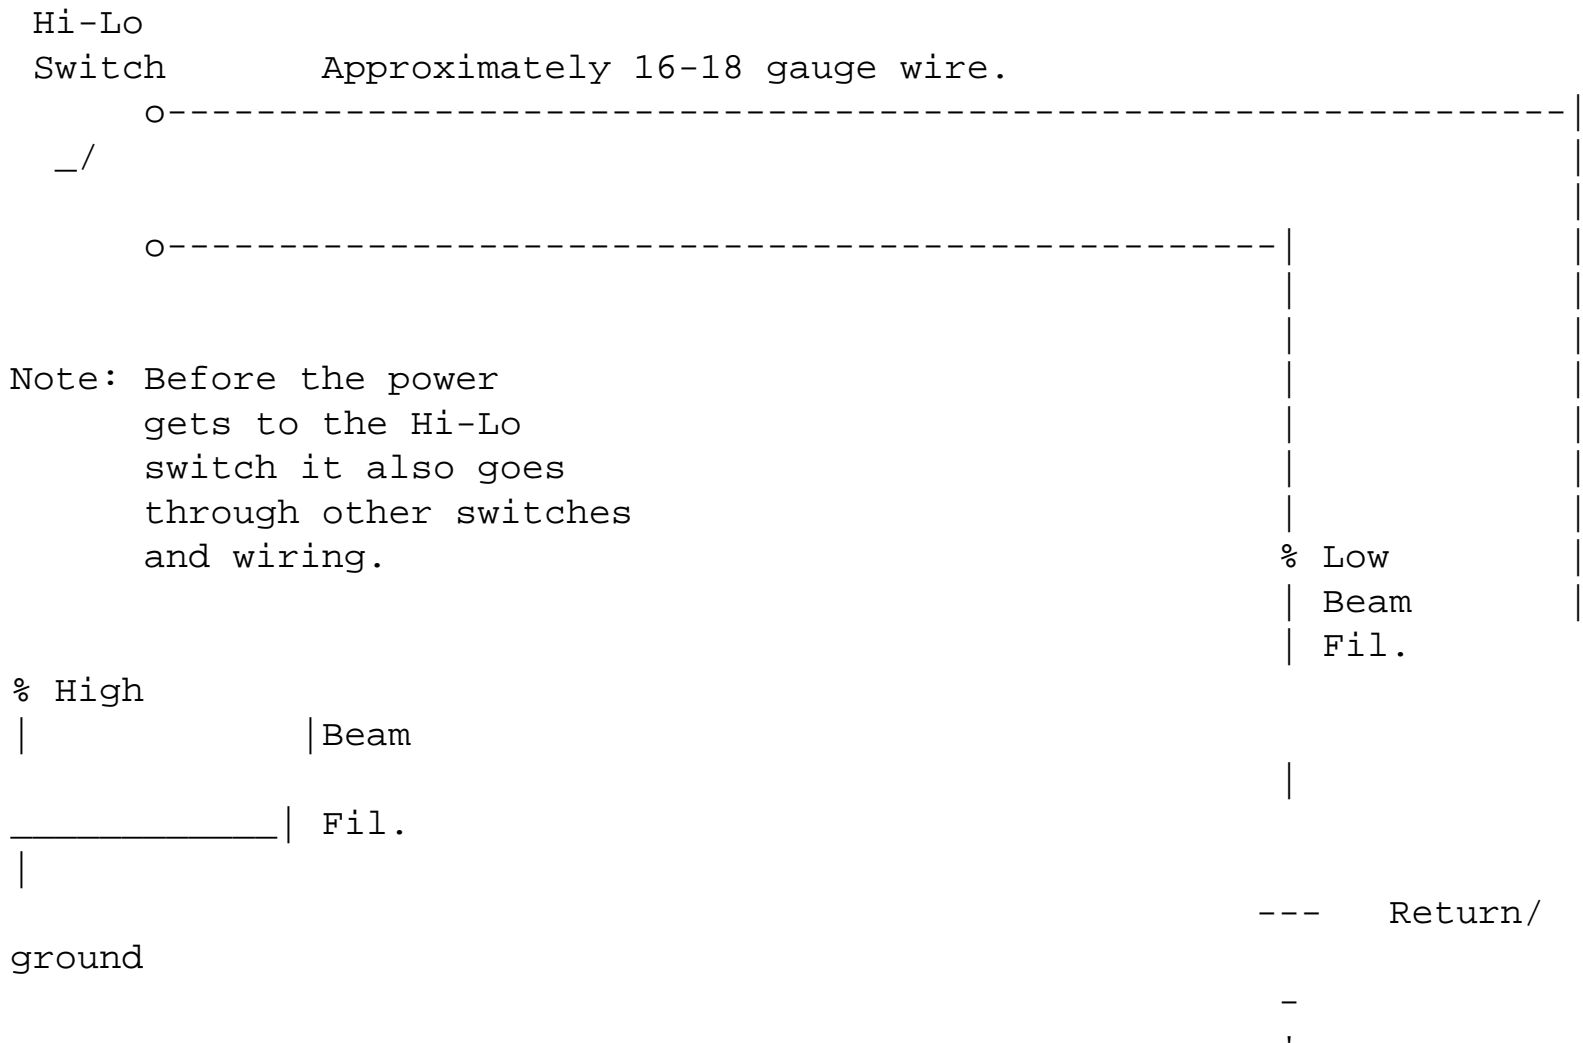 Hi-Lo
Switch       Approximately 16-18 gauge wire.
      o---------------------------------------------------------------|
  _/                                                                  |
                                                                      |
      o--------------------------------------------------|            |
                                                         |            |
                                                         |            |
Note: Before the power                                   |            |
      gets to the Hi-Lo                                  |            |
      switch it also goes                                |            |
      through other switches                             |            |
      and wiring.                                        % Low        |
                                                         | Beam       |
                                                         | Fil.
% High
|            |Beam
                                                         |
____________| Fil.
|
                                                        ---   Return/
ground
                                                         -
                                                         '